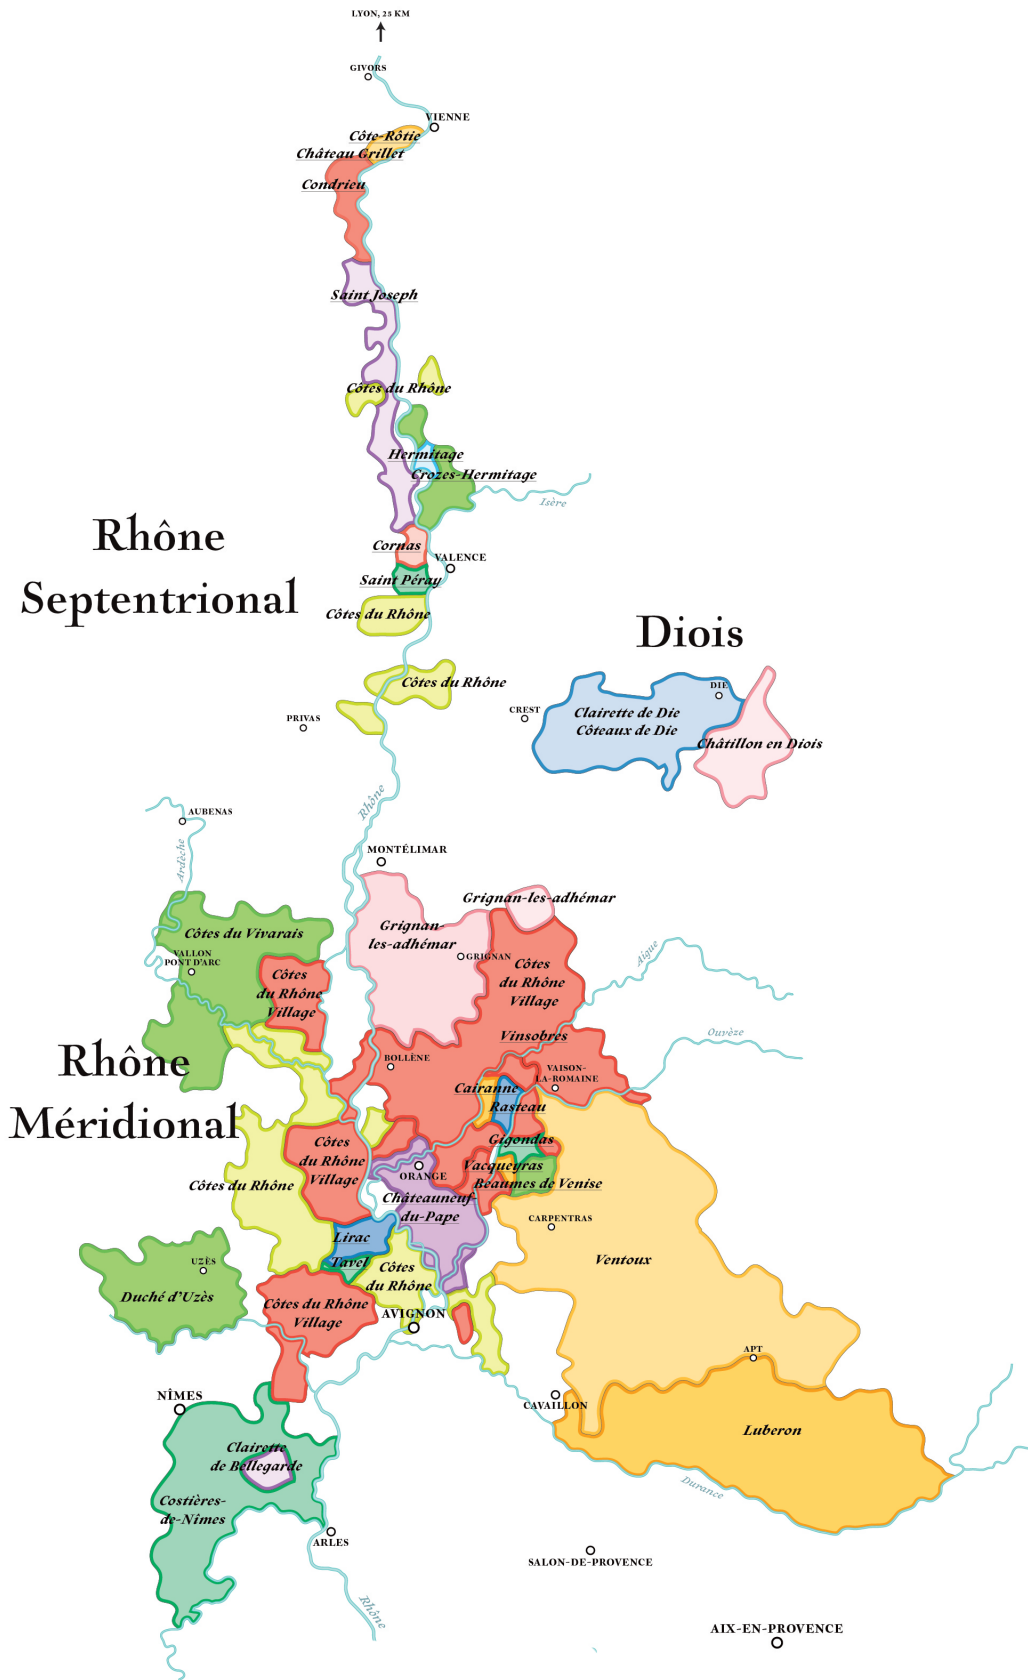 LYON, 25 KM
GIVORS
VIENNE
Côte-Rôtie
Château Grillet
Condrieu
Saint Joseph
Côtes du Rhône
Hermitage
Crozes-Hermitage
Isère
Rhône
Septentrional
Cornas
VALENCE
Saint Péray
Côtes du Rhône
Diois
Côtes du Rhône
PRIVAS
CREST
DIE
Clairette de Die
Côteaux de Die
Châtillon en Diois
Rhône
AUBENAS
Ardèche
MONTÉLIMAR
Grignan-les-adhémar
Grignan-
les-adhémar
GRIGNAN
Côtes du Vivarais
VALLON
PONT D'ARC
Côtes
du Rhône
Village
Côtes
du Rhône
Village
Aigue
Ouvèze
Vinsobres
Rhône
Méridional
BOLLÈNE
VAISON-
LA-ROMAINE
Cairanne
Rasteau
Gigondas
Côtes
du Rhône
Village
ORANGE
Vacqueyras
Beaumes de Venise
Côtes du Rhône
Châteauneuf-
du-Pape
CARPENTRAS
Lirac
Tavel
Côtes
du Rhône
Ventoux
UZÈS
Duché d'Uzès
Côtes du Rhône
Village
AVIGNON
APT
NÎMES
CAVAILLON
Luberon
Clairette
de Bellegarde
Costières-
de-Nîmes
Durance
ARLES
SALON-DE-PROVENCE
Rhône
AIX-EN-PROVENCE